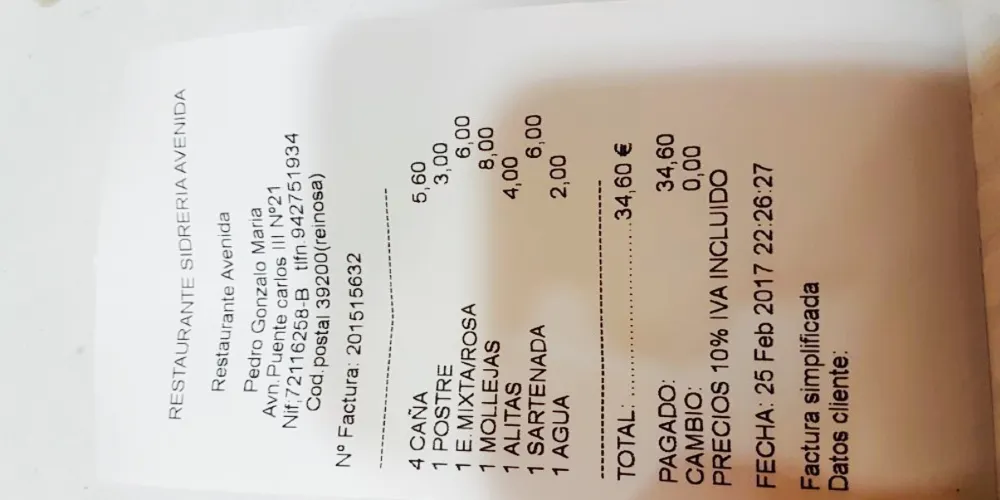 RESTAURANTE SIDRERIA AVENIDA
Restaurante Avenida
Pedro Gonzalo Maria
Avn.Puente carlos III Nº21
Nif;72116258-B tlfn.942751934
Cod.postal 39200(reinosa)
Nº Factura: 201515632
4 CAÑA 5,60
1 POSTRE 3,00
1 E.MIXTA/ROSA 6,00
1 MOLLEJAS 8,00
1 ALITAS 4,00
1 SARTENADA 6,00
1 AGUA 2,00
TOTAL: ..............................34,60 €
PAGADO: 34,60
CAMBIO: 0,00
PRECIOS 10% IVA INCLUIDO
FECHA: 25 Feb 2017 22:26:27
Factura simplificada
Datos cliente: